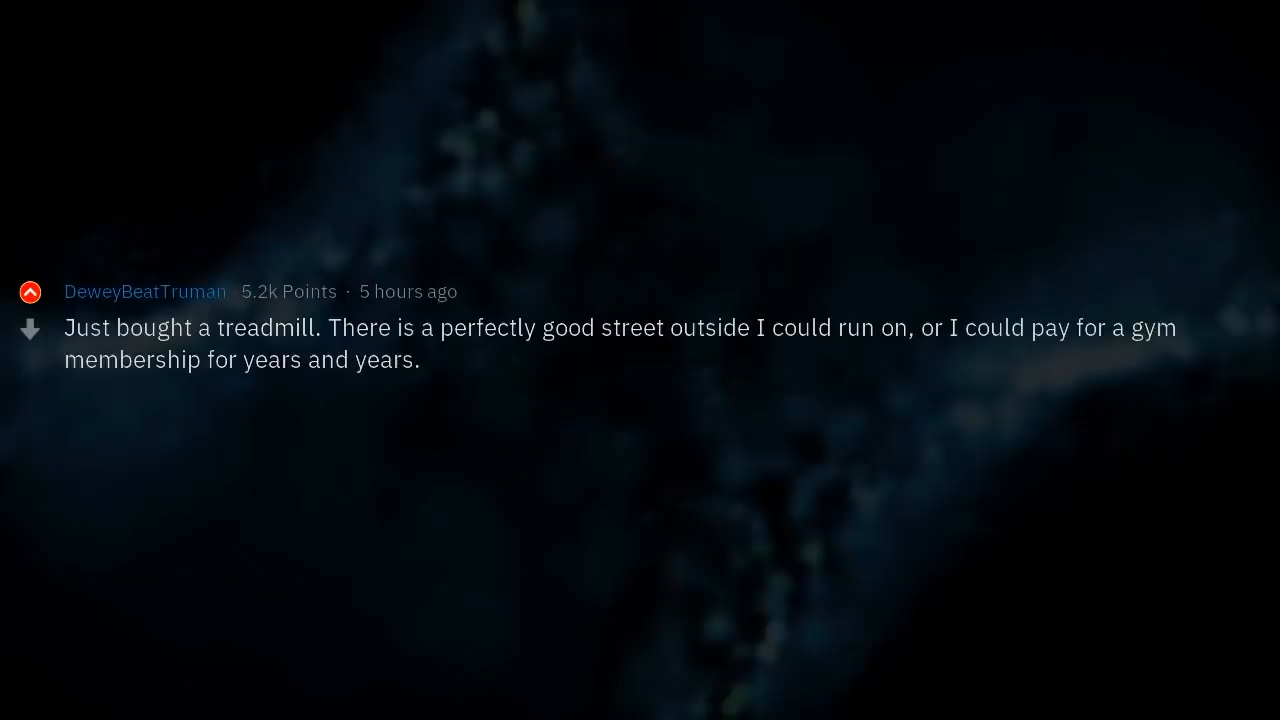 DeweyBeatTruman 5.2k Points · 5 hours ago
Just bought a treadmill. There is a perfectly good street outside I could run on, or I could pay for a gym
membership for years and years.